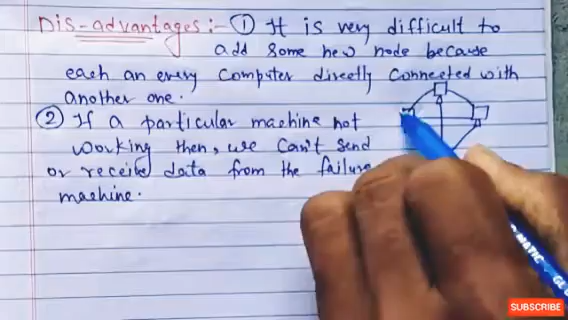 Dis-advantages:- ① It is very difficult to
add some new node because
each an every Computer directly Connected with
another one.
② If a particular machine not
working then, we can't send
or receive data from the failure
machine.
SUBSCRIBE